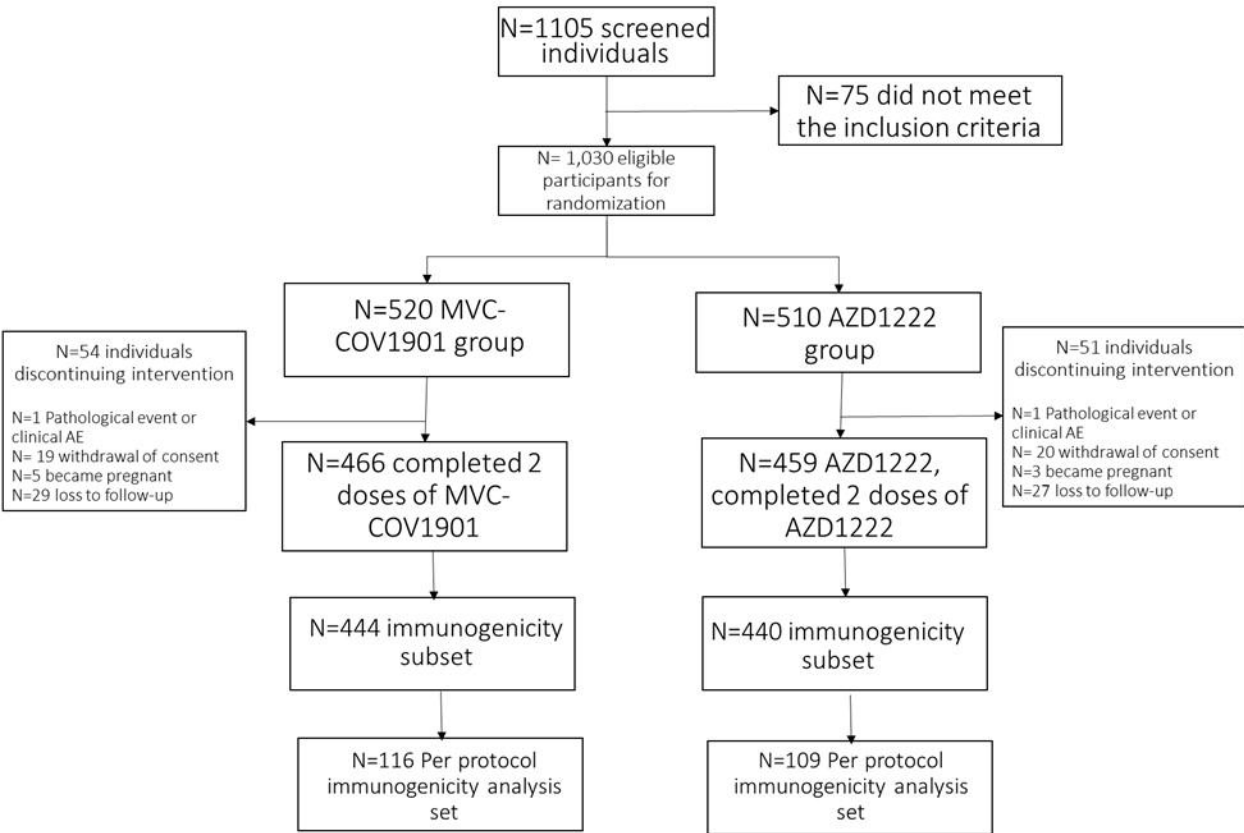 N=1105 screened
individuals
N=75 did not meet
the inclusion criteria
N= 1,030 eligible
participants for
randomization
N=520 MVC-
COV1901 group
N=510 AZD1222
group
N=54 individuals
discontinuing intervention
N=1 Pathological event or
clinical AE
N= 19 withdrawal of consent
N=5 became pregnant
N=29 loss to follow-up
N=51 individuals
discontinuing intervention
N=1 Pathological event or
clinical AE
N= 20 withdrawal of consent
N=3 became pregnant
N=27 loss to follow-up
N=466 completed 2
doses of MVC-
COV1901
N=459 AZD1222,
completed 2 doses of
AZD1222
N=444 immunogenicity
subset
N=440 immunogenicity
subset
N=116 Per protocol
immunogenicity analysis
set
N=109 Per protocol
immunogenicity analysis
set